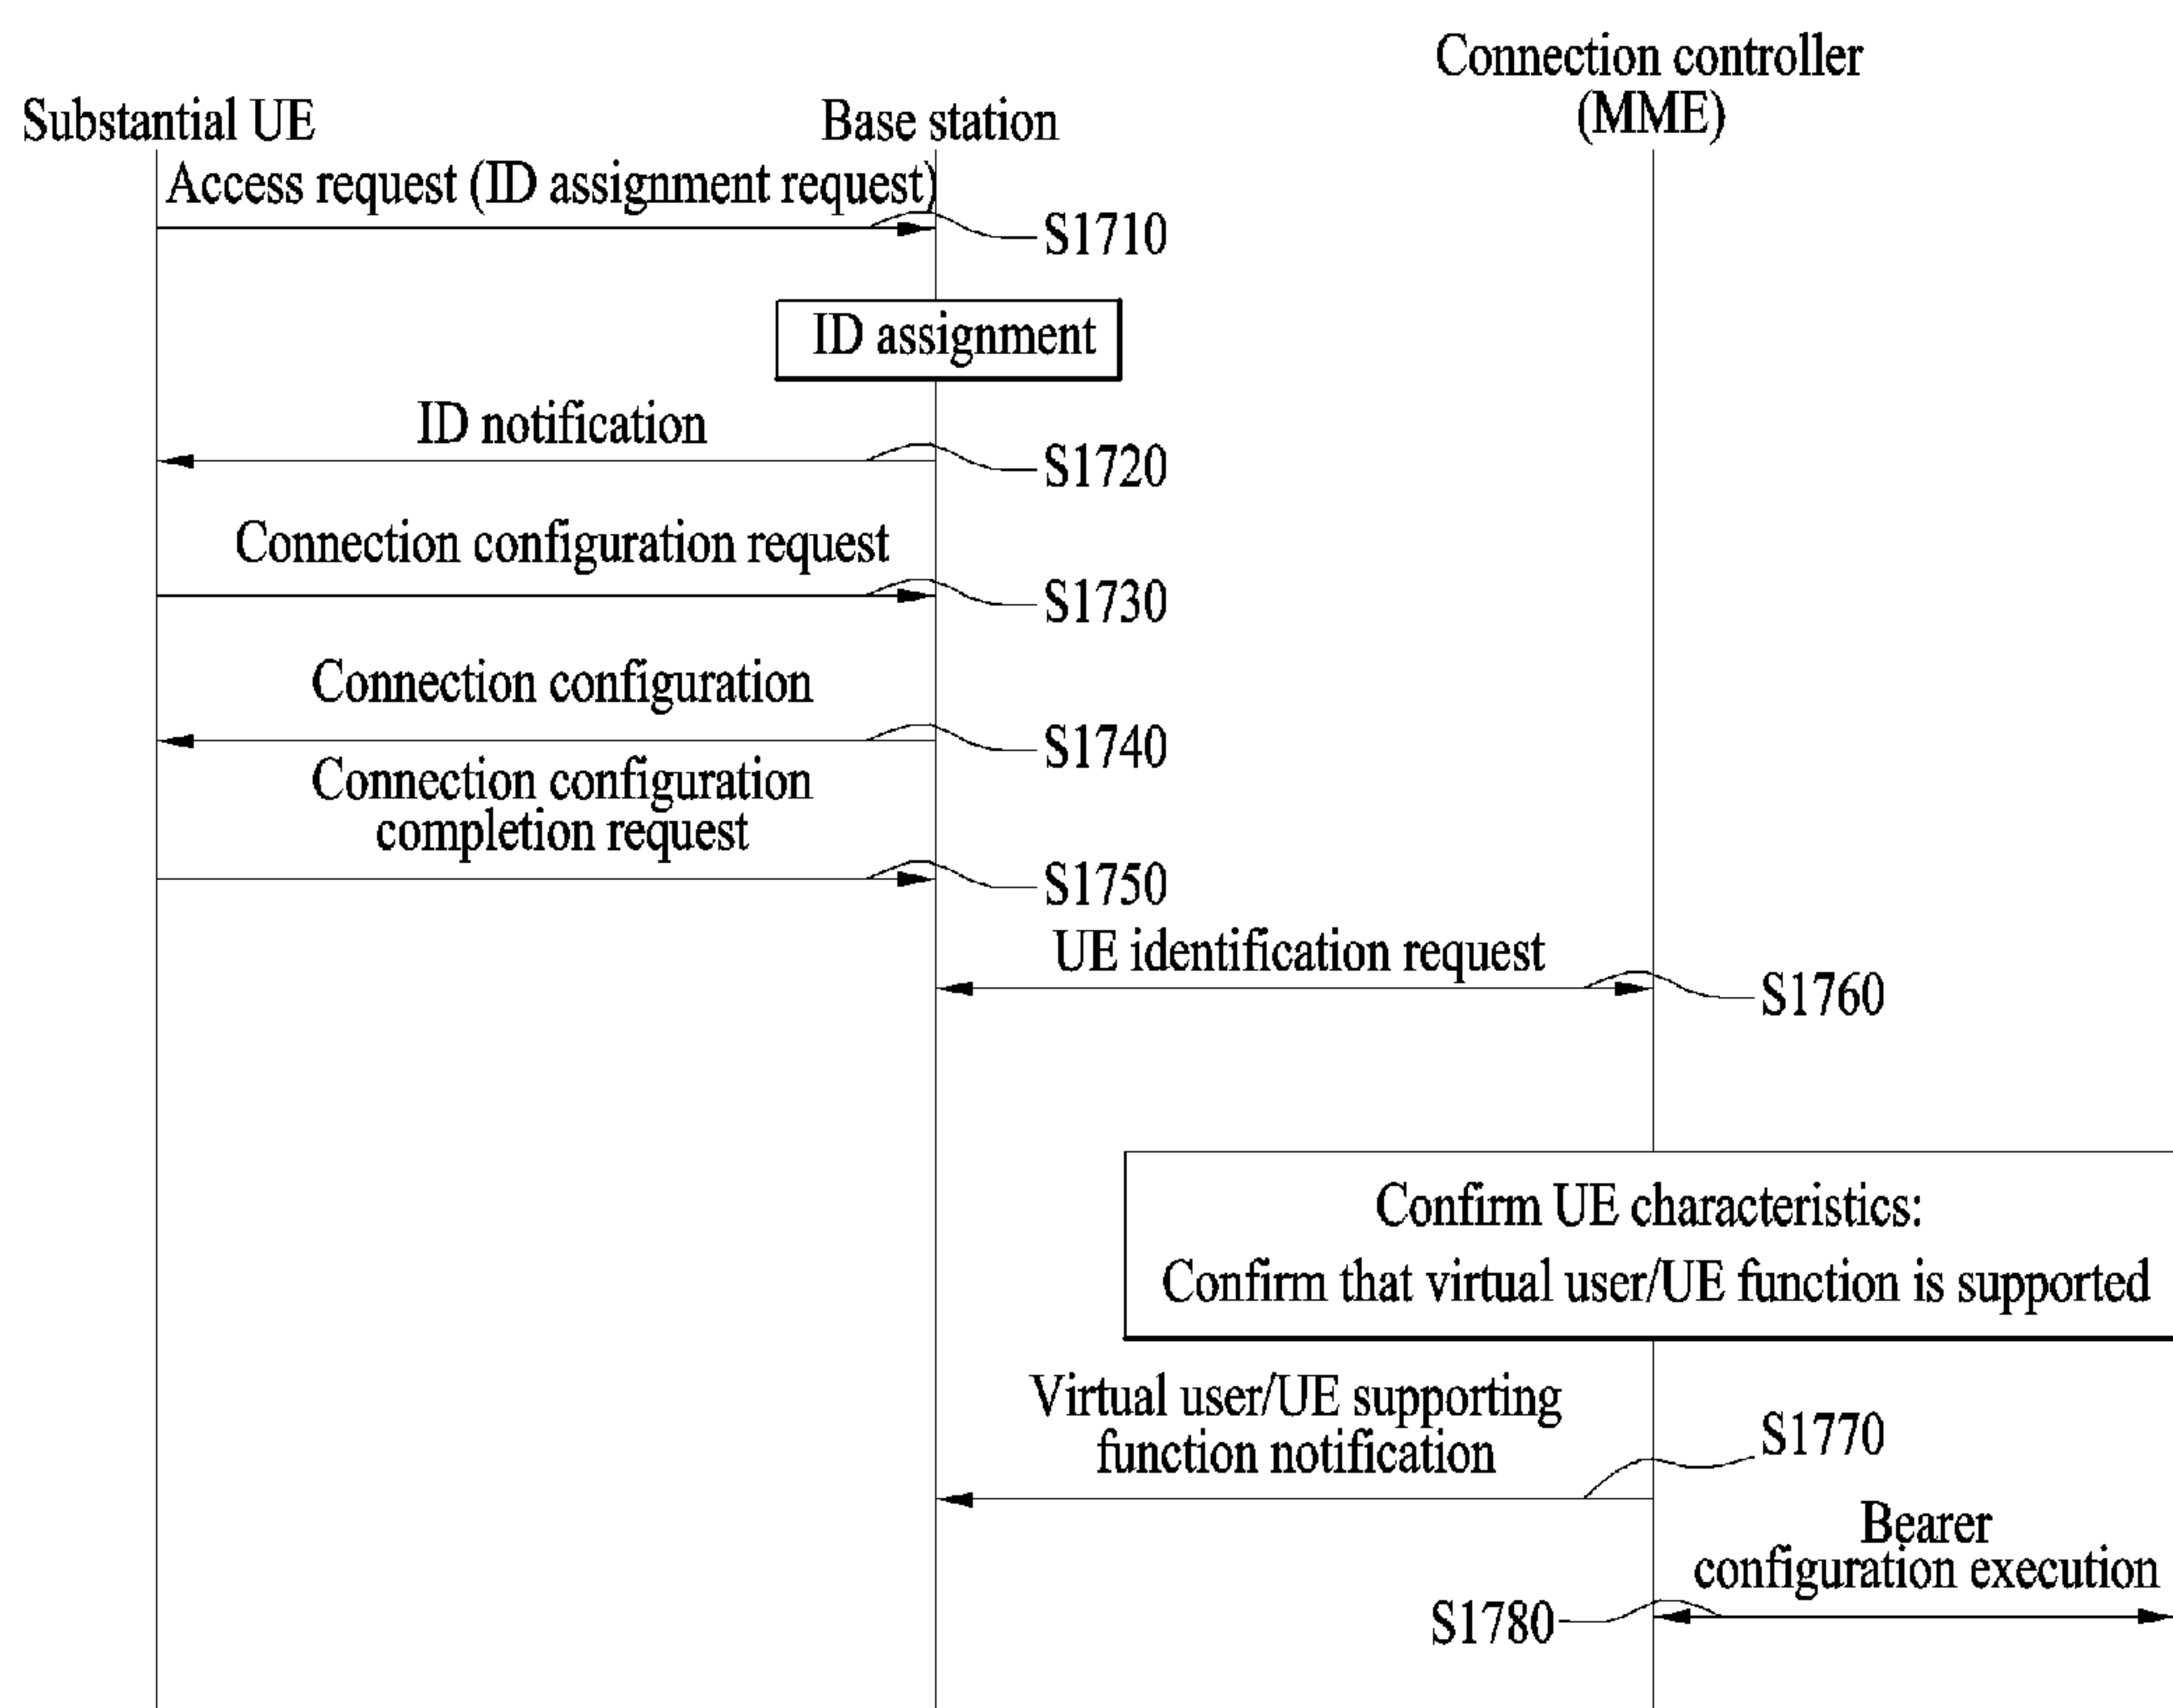 Connection controller
(MME)
Substantial UE
Base station
Access request (ID assignment request)
S1710
ID assignment
ID notification
S1720
Connection configuration request
S1730
Connection configuration
S1740
Connection configuration
completion request
S1750
UE identification request
S1760
Confirm UE characteristics:
Confirm that virtual user/UE function is supported
Virtual user/UE supporting
function notification
S1770
Bearer
configuration execution
S1780